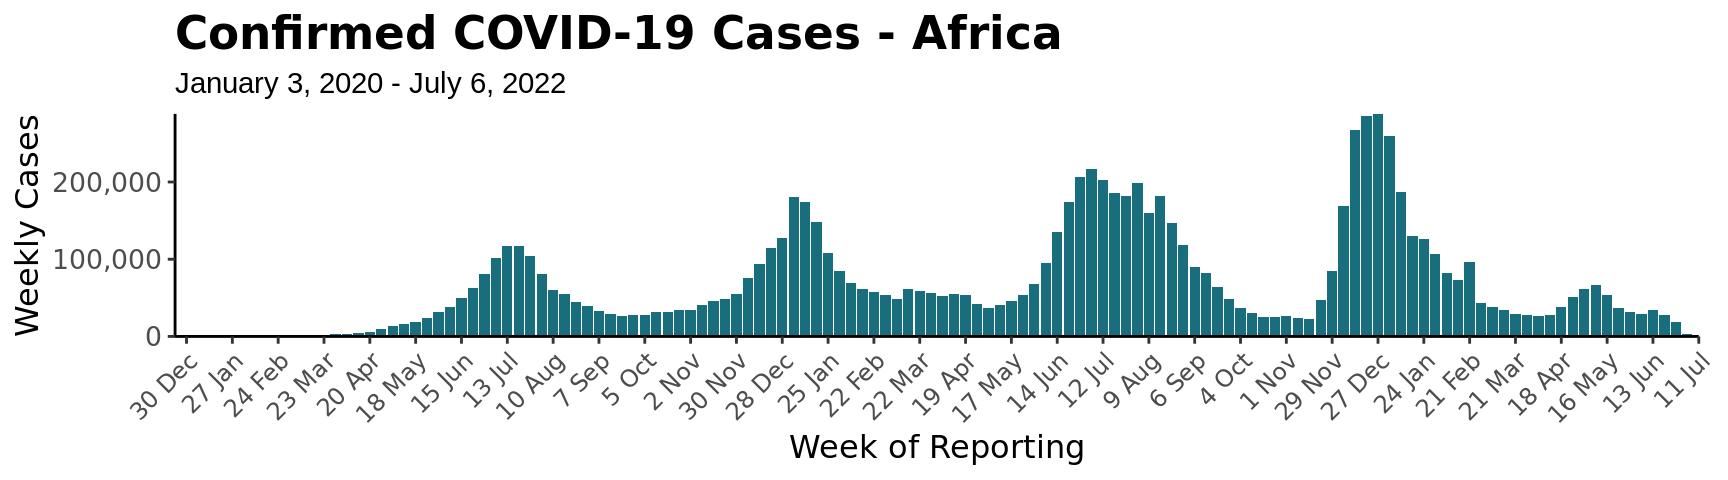 Confirmed COVID-19 Cases - Africa
January 3, 2020 - July 6, 2022
Weekly Cases
200,000
100,000
0
30 Dec
27 Jan
24 Feb
23 Mar
20 Apr
18 May
15 Jun
13 Jul
10 Aug
7 Sep
5 Oct
2 Nov
30 Nov
28 Dec
25 Jan
22 Feb
22 Mar
19 Apr
17 May
14 Jun
12 Jul
9 Aug
6 Sep
4 Oct
1 Nov
29 Nov
27 Dec
24 Jan
21 Feb
21 Mar
18 Apr
16 May
13 Jun
11 Jul
Week of Reporting